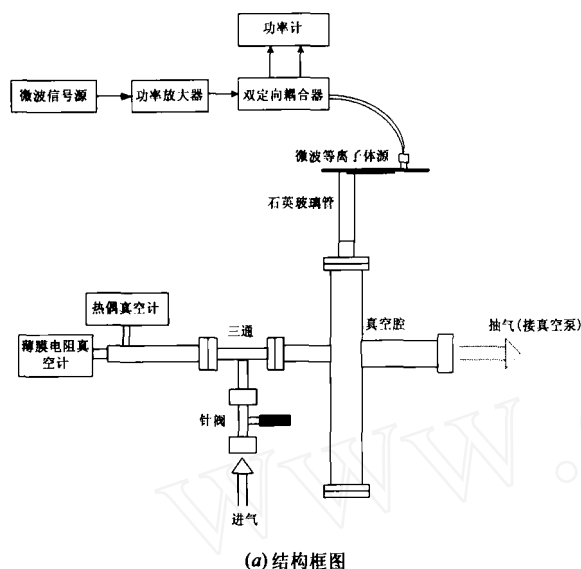 功率计
微波信号源
功率放大器
双定向耦合器
微波等离子体源
石英玻璃管
热偶真空计
三通
真空腔
抽气(接真空泵)
薄膜电阻真
空计
针阀
进气
WWW.
(a)结构框图